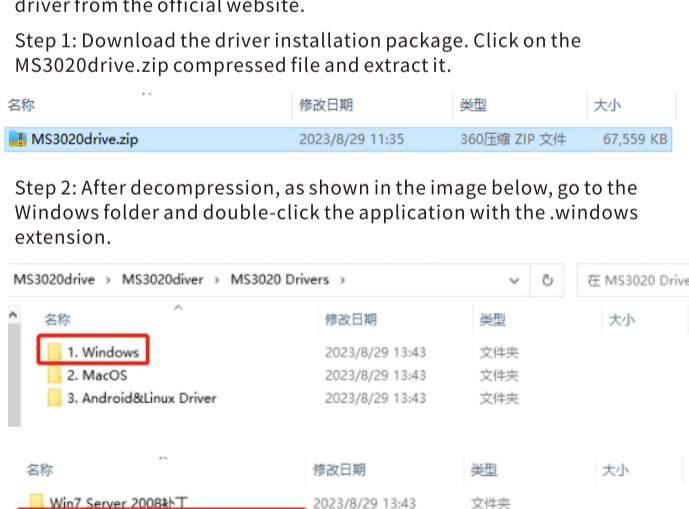 driver from the official website.
Step 1: Download the driver installation package. Click on the
MS3020drive.zip compressed file and extract it.
名称 修改日期 类型 大小
MS3020drive.zip 2023/8/29 11:35 360压缩 ZIP 文件 67,559 KB
Step 2: After decompression, as shown in the image below, go to the
Windows folder and double-click the application with the .windows
extension.
MS3020drive › MS3020diver › MS3020 Drivers › 在 MS3020 Drive
名称 修改日期 类型 大小
1. Windows 2023/8/29 13:43 文件夹
2. MacOS 2023/8/29 13:43 文件夹
3. Android&Linux Driver 2023/8/29 13:43 文件夹
名称 修改日期 类型 大小
Win7 Server 2008补丁 2023/8/29 13:43 文件夹